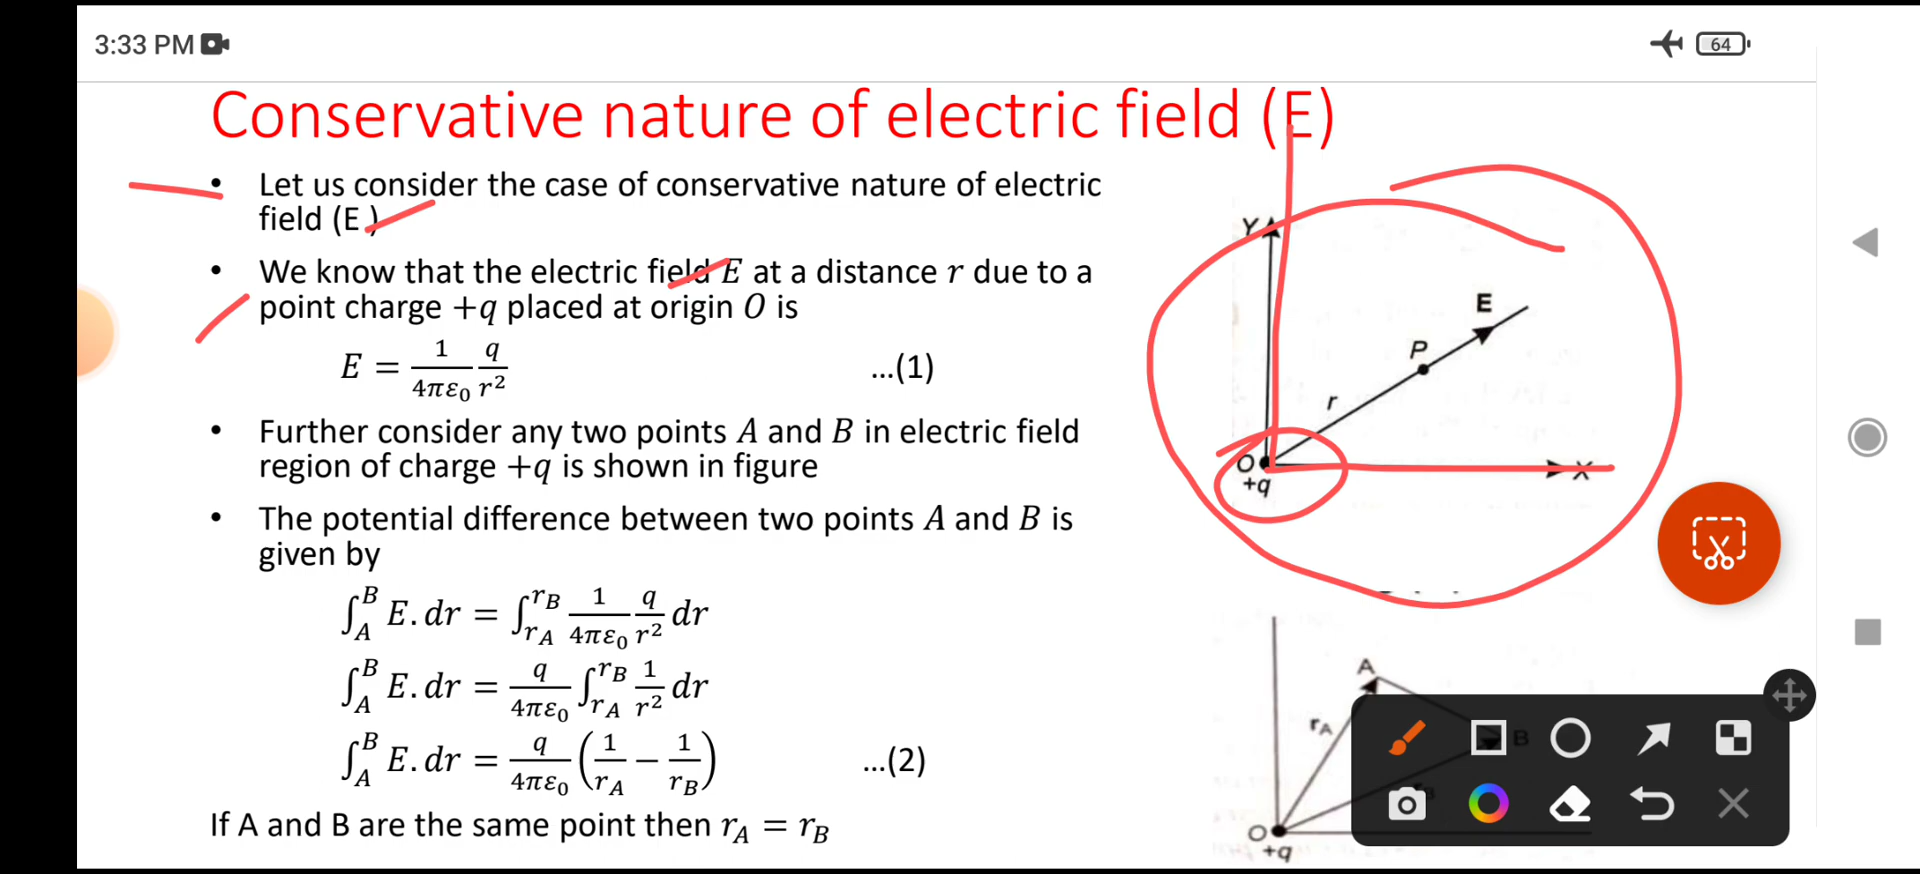 3:33 PM
64
Conservative nature of electric field (E)
• Let us consider the case of conservative nature of electric
field (E )
• We know that the electric field E at a distance r due to a
point charge +q placed at origin O is
E = 1/4πε₀ q/r² ...(1)
• Further consider any two points A and B in electric field
region of charge +q is shown in figure
• The potential difference between two points A and B is
given by
∫_A^B E. dr = ∫_{r_A}^{r_B} 1/4πε₀ q/r² dr
∫_A^B E. dr = q/4πε₀ ∫_{r_A}^{r_B} 1/r² dr
∫_A^B E. dr = q/4πε₀ (1/r_A − 1/r_B) ...(2)
If A and B are the same point then r_A = r_B
Y
E
P
r
O
X
+q
A
r_A
B
O
+q